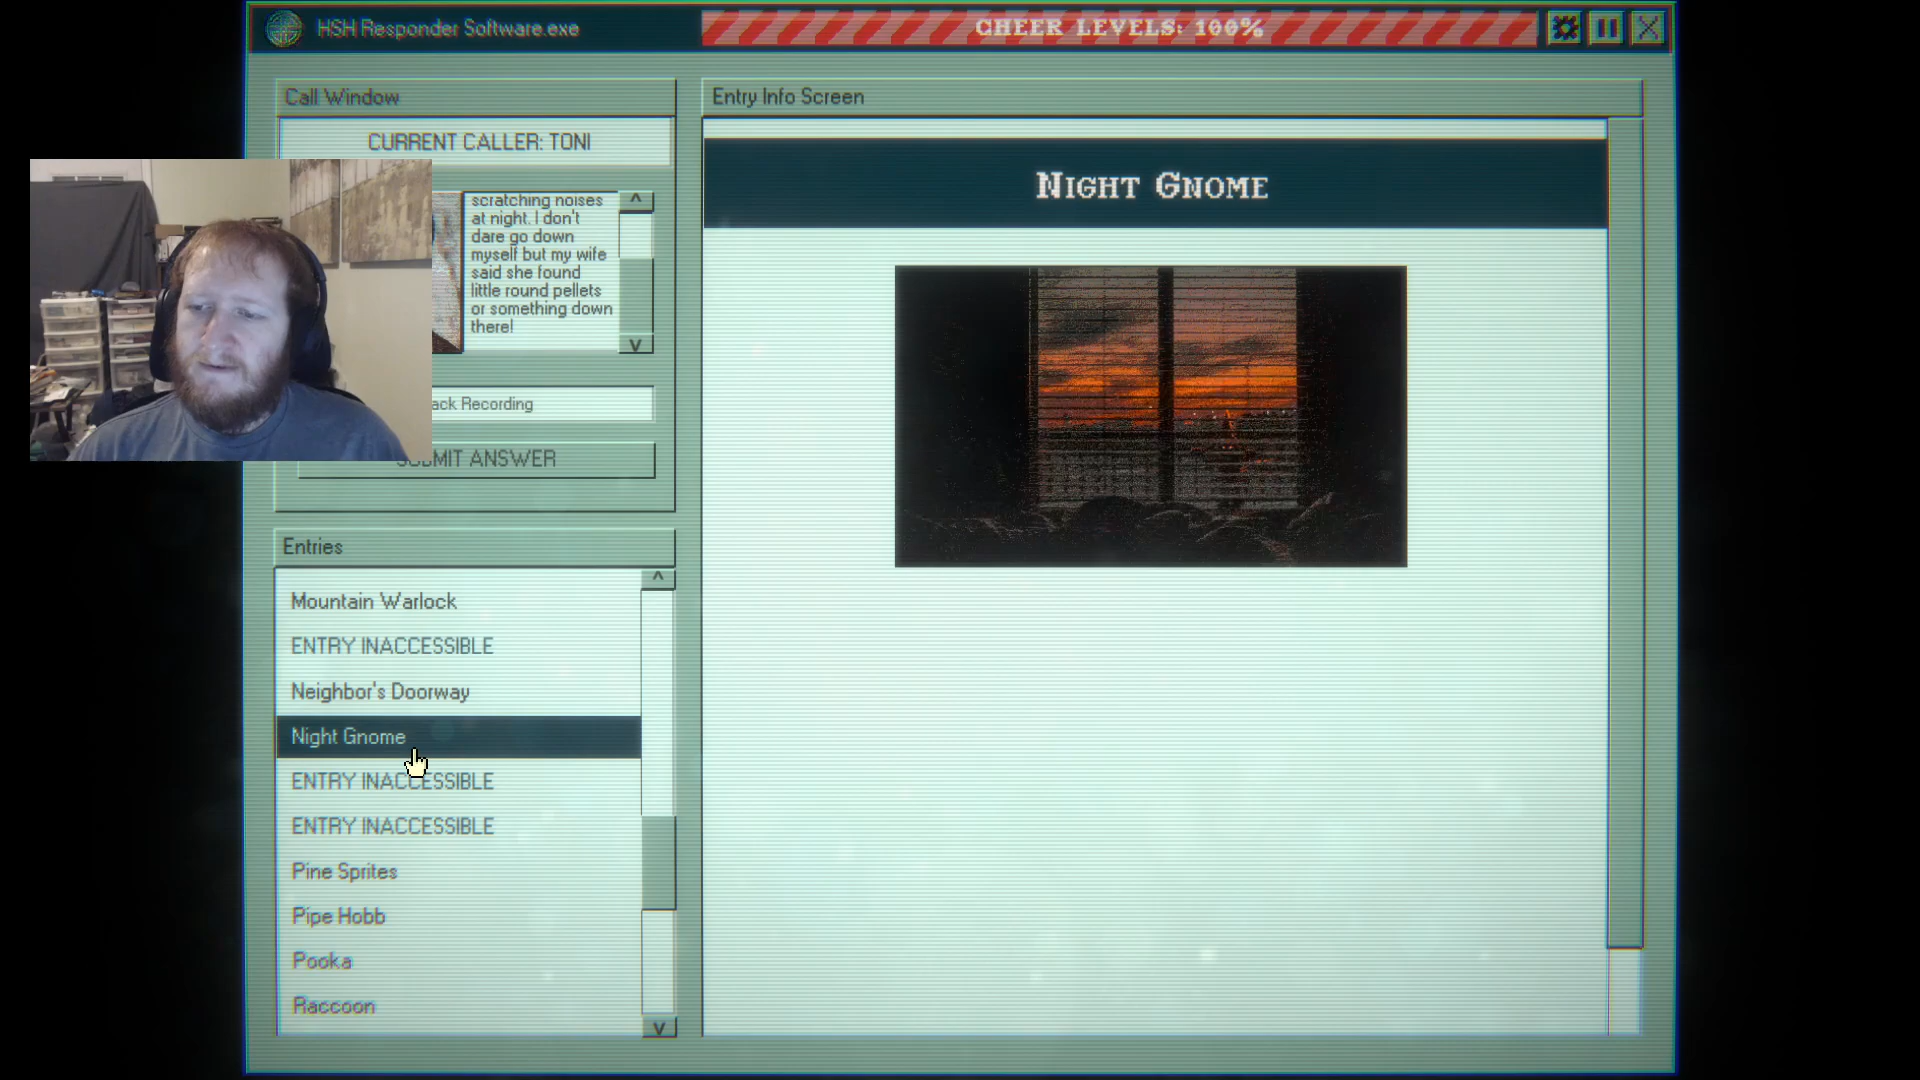 HSH Responder Software.exe
CHEER LEVELS: 100%
Call Window
CURRENT CALLER: TONI
scratching noises
at night. I don't
dare go down
myself but my wife
said she found
little round pellets
or something down
there!
ack Recording
SUBMIT ANSWER
Entries
Mountain Warlock
ENTRY INACCESSIBLE
Neighbor's Doorway
Night Gnome
ENTRY INACCESSIBLE
ENTRY INACCESSIBLE
Pine Sprites
Pipe Hobb
Pooka
Raccoon
Entry Info Screen
NIGHT GNOME